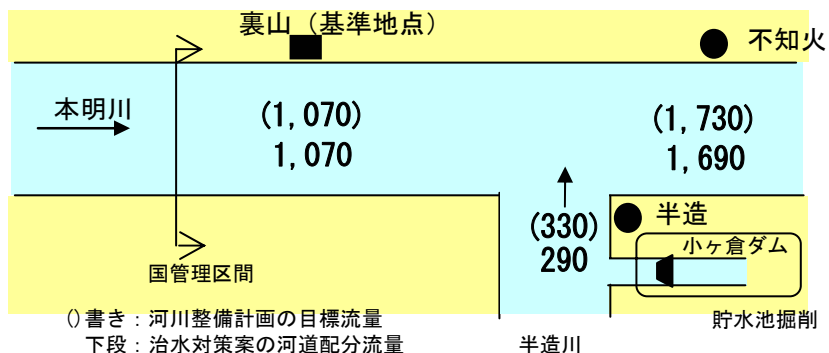 裏山（基準地点）
不知火
本明川
(1,070)
1,070
(1,730)
1,690
(330)
290
半造
小ヶ倉ダム
国管理区間
貯水池掘削
()書き：河川整備計画の目標流量
下段：治水対策案の河道配分流量
半造川